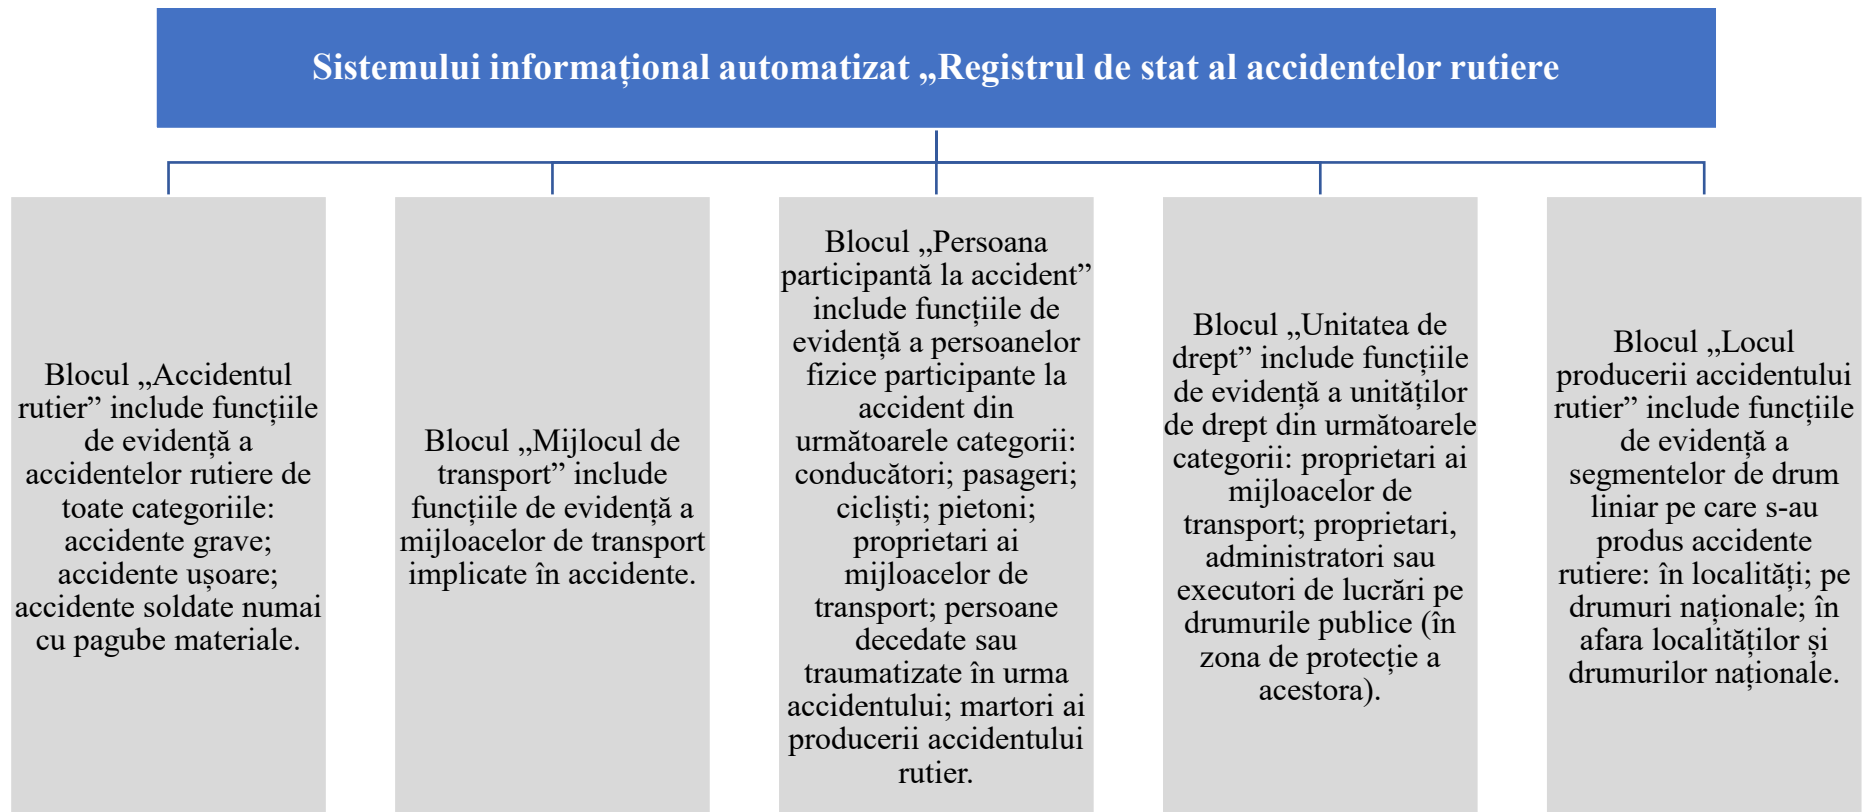 Sistemului informațional automatizat „Registrul de stat al accidentelor rutiere
Blocul „Accidentul
rutier” include funcțiile
de evidență a
accidentelor rutiere de
toate categoriile:
accidente grave;
accidente ușoare;
accidente soldate numai
cu pagube materiale.
Blocul „Mijlocul de
transport” include
funcțiile de evidență a
mijloacelor de transport
implicate în accidente.
Blocul „Persoana
participantă la accident”
include funcțiile de
evidență a persoanelor
fizice participante la
accident din
următoarele categorii:
conducători; pasageri;
cicliști; pietoni;
proprietari ai
mijloacelor de
transport; persoane
decedate sau
traumatizate în urma
accidentului; martori ai
producerii accidentului
rutier.
Blocul „Unitatea de
drept” include funcțiile
de evidență a unităților
de drept din următoarele
categorii: proprietari ai
mijloacelor de
transport; proprietari,
administratori sau
executori de lucrări pe
drumurile publice (în
zona de protecție a
acestora).
Blocul „Locul
producerii accidentului
rutier” include funcțiile
de evidență a
segmentelor de drum
liniar pe care s-au
produs accidente
rutiere: în localități; pe
drumuri naționale; în
afara localităților și
drumurilor naționale.